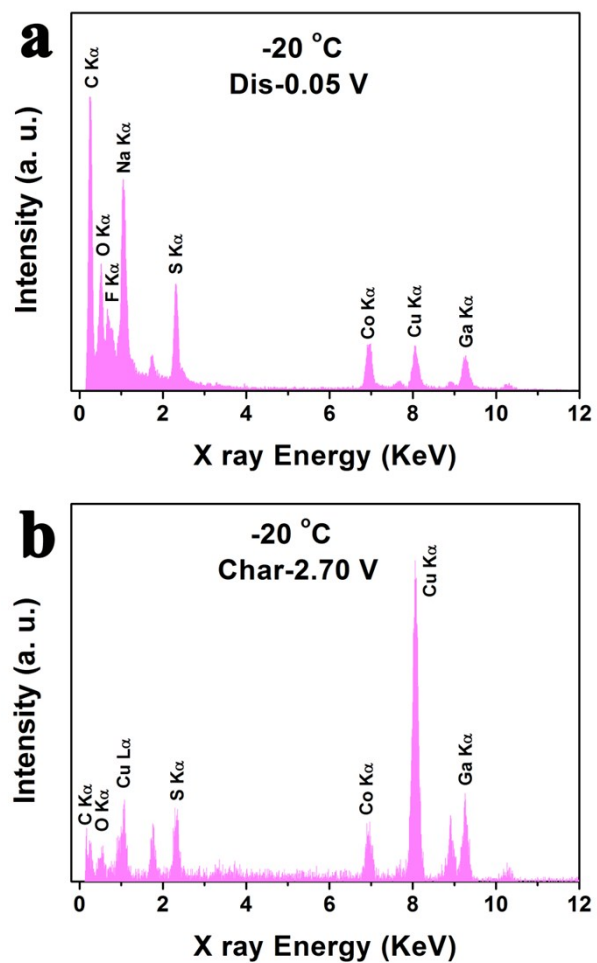 a
-20 °C
Dis-0.05 V
C Kα
O Kα
F Kα
Na Kα
S Kα
Co Kα
Cu Kα
Ga Kα
Intensity (a. u.)
0 2 4 6 8 10 12
X ray Energy (KeV)
b
-20 °C
Char-2.70 V
C Kα
O Kα
Cu Lα
S Kα
Co Kα
Cu Kα
Ga Kα
Intensity (a. u.)
0 2 4 6 8 10 12
X ray Energy (KeV)